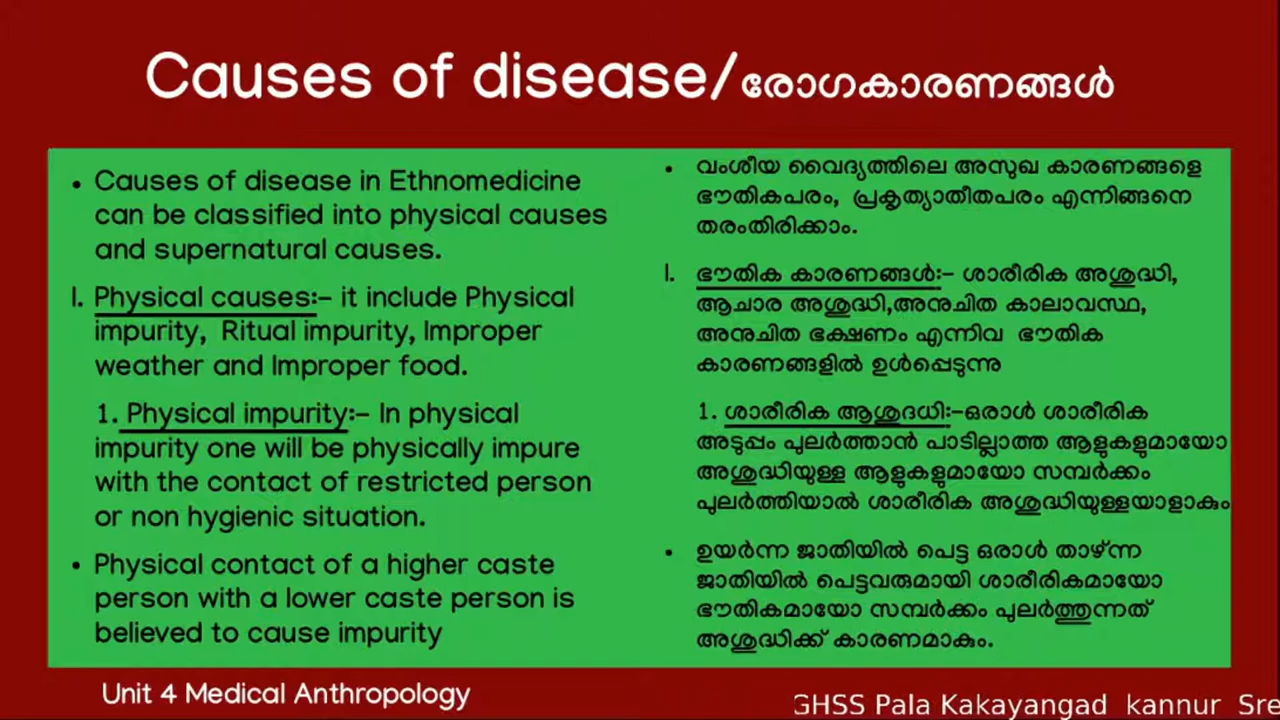 Causes of disease/രോഗകാരണങ്ങൾ
• Causes of disease in Ethnomedicine
can be classified into physical causes
and supernatural causes.
I. Physical causes:- it include Physical
impurity, Ritual impurity, Improper
weather and Improper food.
1. Physical impurity:- In physical
impurity one will be physically impure
with the contact of restricted person
or non hygienic situation.
• Physical contact of a higher caste
person with a lower caste person is
believed to cause impurity
• വംശീയ വൈദ്യത്തിലെ അസുഖ കാരണങ്ങളെ
ഭൗതികപരം, പ്രകൃത്യാതീതപരം എന്നിങ്ങനെ
തരംതിരിക്കാം.
I. ഭൗതിക കാരണങ്ങൾ:- ശാരീരിക അശുദ്ധി,
ആചാര അശുദ്ധി,അനുചിത കാലാവസ്ഥ,
അനുചിത ഭക്ഷണം എന്നിവ ഭൗതിക
കാരണങ്ങളിൽ ഉൾപ്പെടുന്നു
1. ശാരീരിക ആശുദധി:-ഒരാൾ ശാരീരിക
അടുപ്പം പുലർത്താൻ പാടില്ലാത്ത ആളുകളുമായോ
അശുദ്ധിയുള്ള ആളുകളുമായോ സമ്പർക്കം
പുലർത്തിയാൽ ശാരീരിക അശുദ്ധിയുള്ളയാളാകും
• ഉയർന്ന ജാതിയിൽ പെട്ട ഒരാൾ താഴ്ന്ന
ജാതിയിൽ പെട്ടവരുമായി ശാരീരികമായോ
ഭൗതികമായോ സമ്പർക്കം പുലർത്തുന്നത്
അശുദ്ധിക്ക് കാരണമാകും.
Unit 4 Medical Anthropology
GHSS Pala Kakayangad kannur Sre